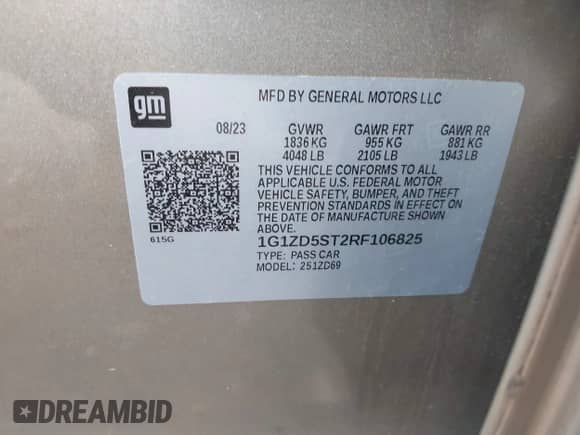 gm
MFD BY GENERAL MOTORS LLC
08/23 GVWR GAWR FRT GAWR RR
1836 KG 955 KG 881 KG
4048 LB 2105 LB 1943 LB
THIS VEHICLE CONFORMS TO ALL
APPLICABLE U.S. FEDERAL MOTOR
VEHICLE SAFETY, BUMPER, AND THEFT
PREVENTION STANDARDS IN EFFECT ON
THE DATE OF MANUFACTURE SHOWN
ABOVE.
615G
1G1ZD5ST2RF106825
TYPE: PASS CAR
MODEL: 251ZD69
DREAMBID